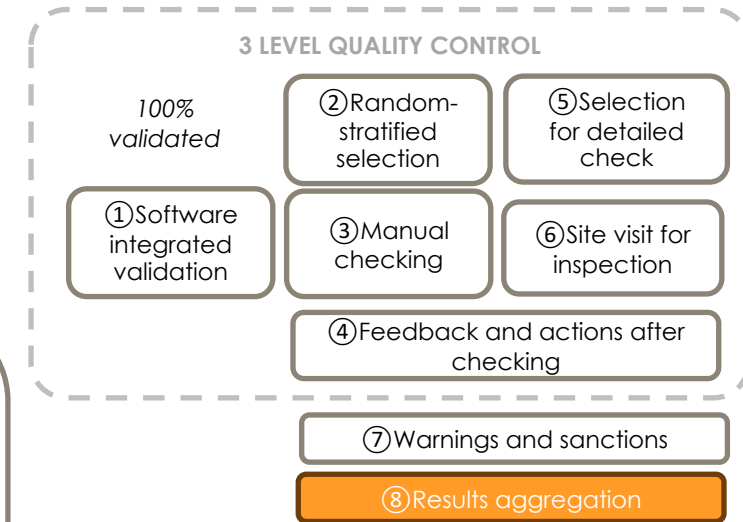 3 LEVEL QUALITY CONTROL
100%
validated
①Software
integrated
validation
②Random-
stratified
selection
③Manual
checking
④Feedback and actions after
checking
⑤Selection
for detailed
check
⑥Site visit for
inspection
⑦Warnings and sanctions
⑧Results aggregation